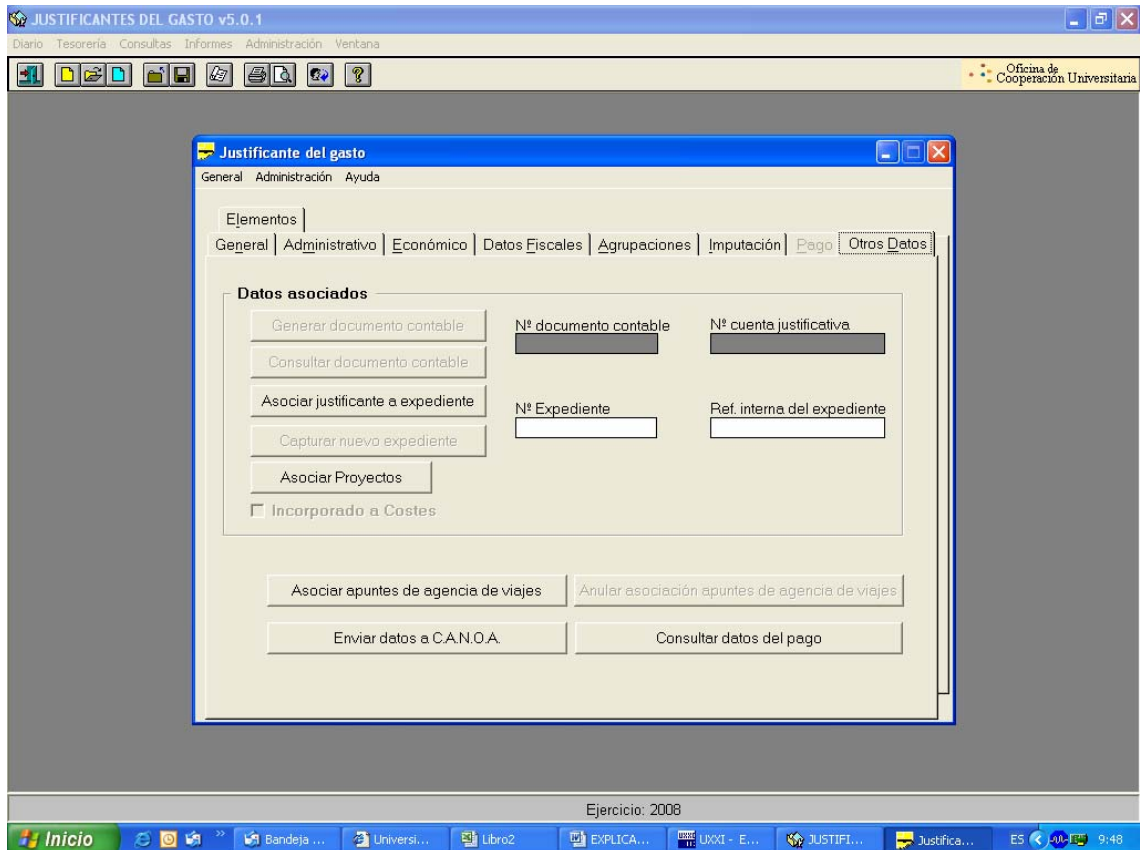 JUSTIFICANTES DEL GASTO v5.0.1
Diario Tesorería Consultas Informes Administración Ventana
Oficina de
Cooperación Universitaria
Justificante del gasto
General Administración Ayuda
Elementos
General Administrativo Económico Datos Fiscales Agrupaciones Imputación Pago Otros Datos
Datos asociados
Generar documento contable
Nº documento contable Nº cuenta justificativa
Consultar documento contable
Asociar justificante a expediente
Nº Expediente Ref. interna del expediente
Capturar nuevo expediente
Asociar Proyectos
Incorporado a Costes
Asociar apuntes de agencia de viajes Anular asociación apuntes de agencia de viajes
Enviar datos a C.A.N.O.A. Consultar datos del pago
Ejercicio: 2008
Inicio Bandeja ... Universi... Libro2 EXPLICA... UXXI - E... JUSTIFI... Justifica... ES 9:48